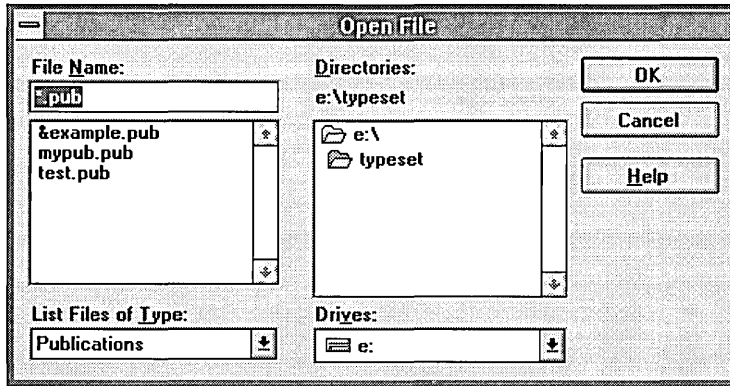 Open File
File Name:
*.pub
&example.pub
mypub.pub
test.pub
List Files of Type:
Publications
Directories:
e:\typeset
e:\
typeset
Drives:
e:
OK
Cancel
Help